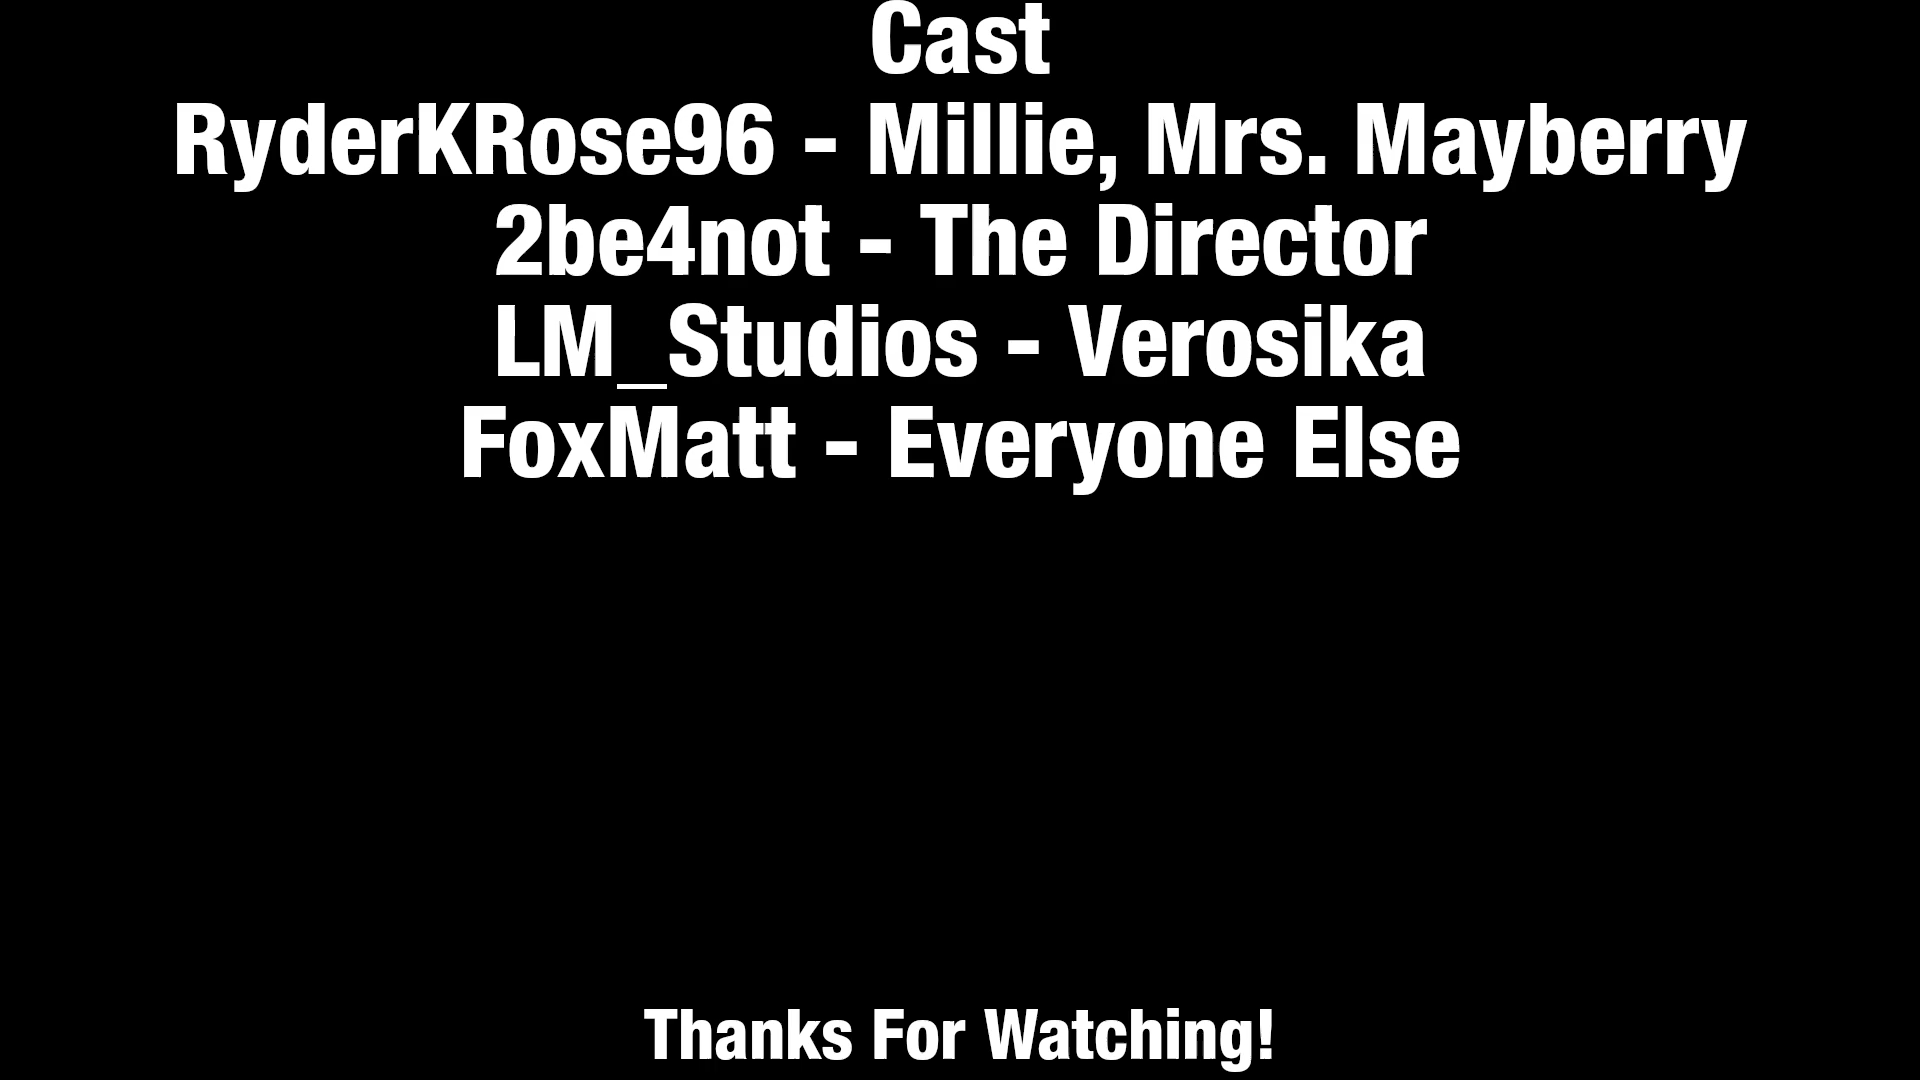 Cast
RyderKRose96 - Millie, Mrs. Mayberry
2be4not - The Director
LM_Studios - Verosika
FoxMatt - Everyone Else
Thanks For Watching!